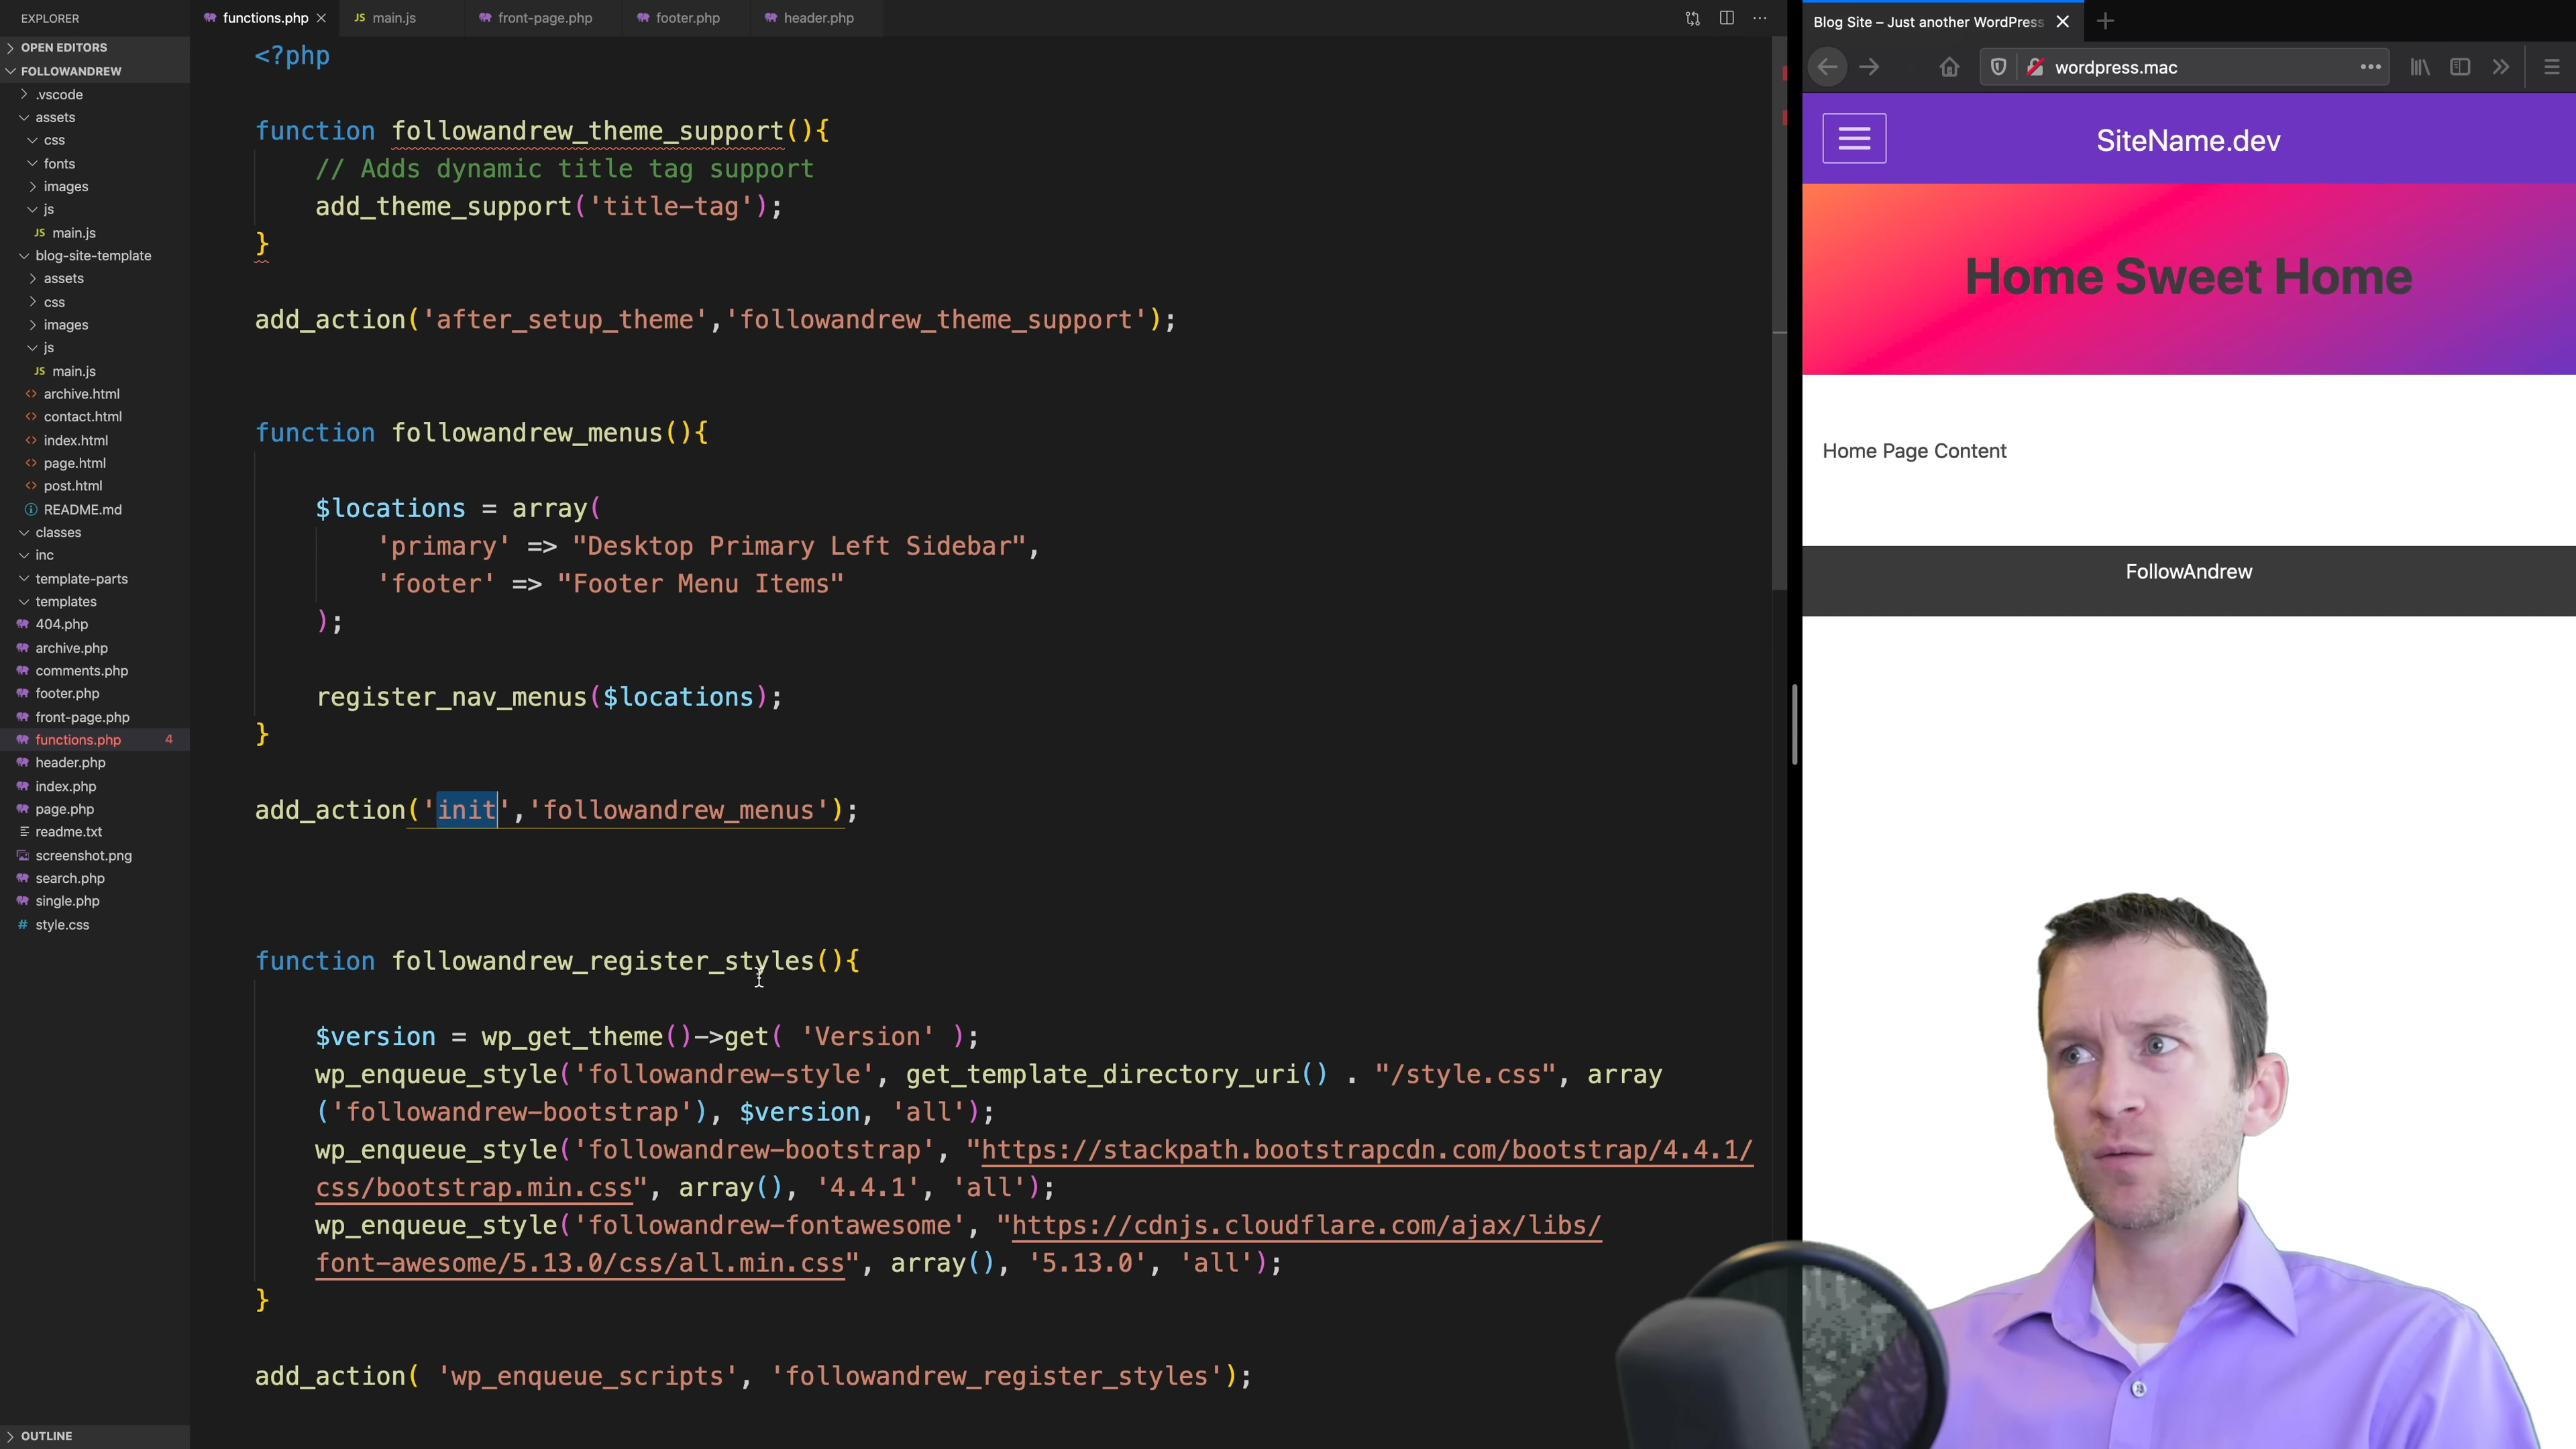 EXPLORER
OPEN EDITORS
FOLLOWANDREW
.vscode
assets
css
fonts
images
js
JS main.js
blog-site-template
assets
css
images
js
JS main.js
<> archive.html
<> contact.html
<> index.html
<> page.html
<> post.html
README.md
classes
inc
template-parts
templates
404.php
archive.php
comments.php
footer.php
front-page.php
functions.php 4
header.php
index.php
page.php
readme.txt
screenshot.png
search.php
single.php
# style.css
OUTLINE
functions.php
JS main.js
front-page.php
footer.php
header.php
<?php
function followandrew_theme_support(){
// Adds dynamic title tag support
add_theme_support('title-tag');
}
add_action('after_setup_theme','followandrew_theme_support');
function followandrew_menus(){
$locations = array(
'primary' => "Desktop Primary Left Sidebar",
'footer' => "Footer Menu Items"
);
register_nav_menus($locations);
}
add_action('init','followandrew_menus');
function followandrew_register_styles(){
$version = wp_get_theme()->get( 'Version' );
wp_enqueue_style('followandrew-style', get_template_directory_uri() . "/style.css", array
('followandrew-bootstrap'), $version, 'all');
wp_enqueue_style('followandrew-bootstrap', "https://stackpath.bootstrapcdn.com/bootstrap/4.4.1/
css/bootstrap.min.css", array(), '4.4.1', 'all');
wp_enqueue_style('followandrew-fontawesome', "https://cdnjs.cloudflare.com/ajax/libs/
font-awesome/5.13.0/css/all.min.css", array(), '5.13.0', 'all');
}
add_action( 'wp_enqueue_scripts', 'followandrew_register_styles');
Blog Site – Just another WordPress
wordpress.mac
SiteName.dev
Home Sweet Home
Home Page Content
FollowAndrew